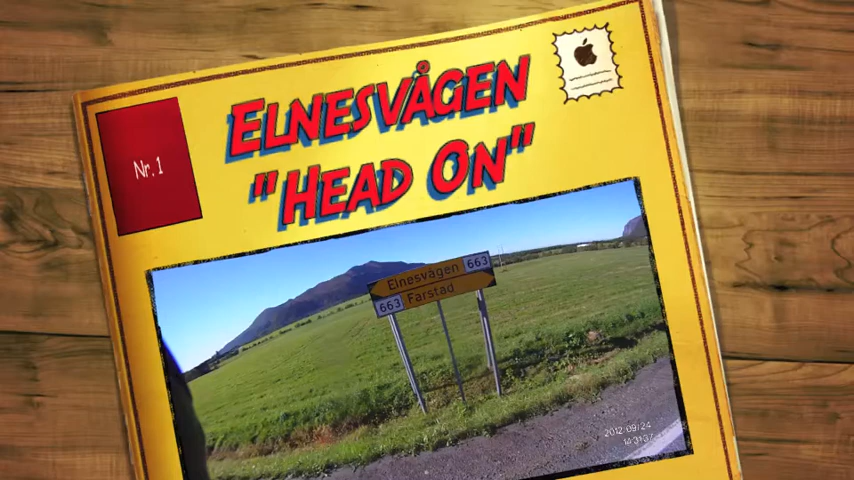 ELNESVÅGEN
"HEAD ON"
Nr.1
Elnesvågen 663
663 Farstad
2012/09/24